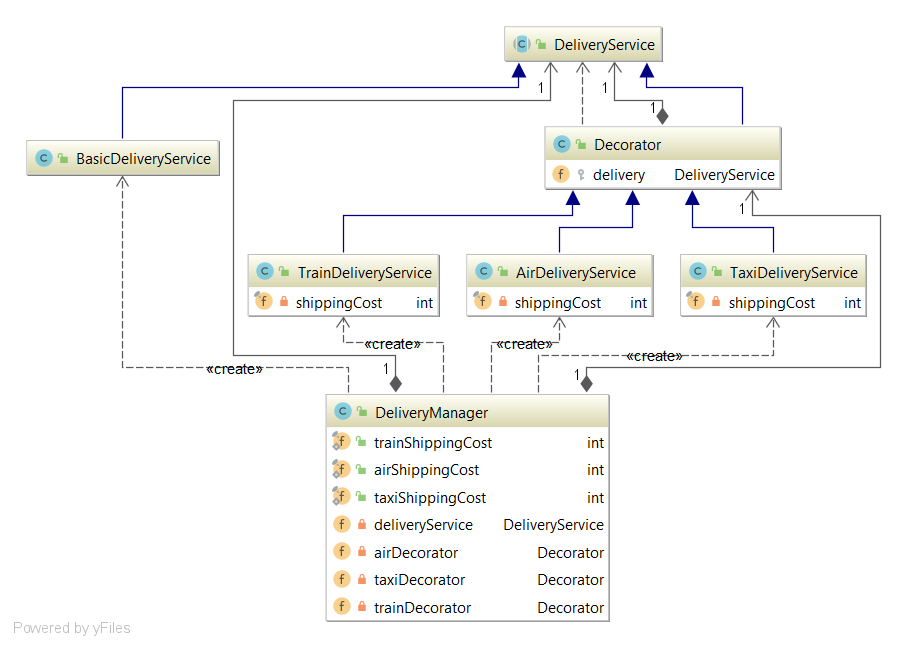 DeliveryService
1
1
1
BasicDeliveryService
Decorator
delivery DeliveryService
1
TrainDeliveryService
shippingCost int
AirDeliveryService
shippingCost int
TaxiDeliveryService
shippingCost int
«create»
«create»
«create»
«create»
1
1
DeliveryManager
trainShippingCost int
airShippingCost int
taxiShippingCost int
deliveryService DeliveryService
airDecorator Decorator
taxiDecorator Decorator
trainDecorator Decorator
Powered by yFiles